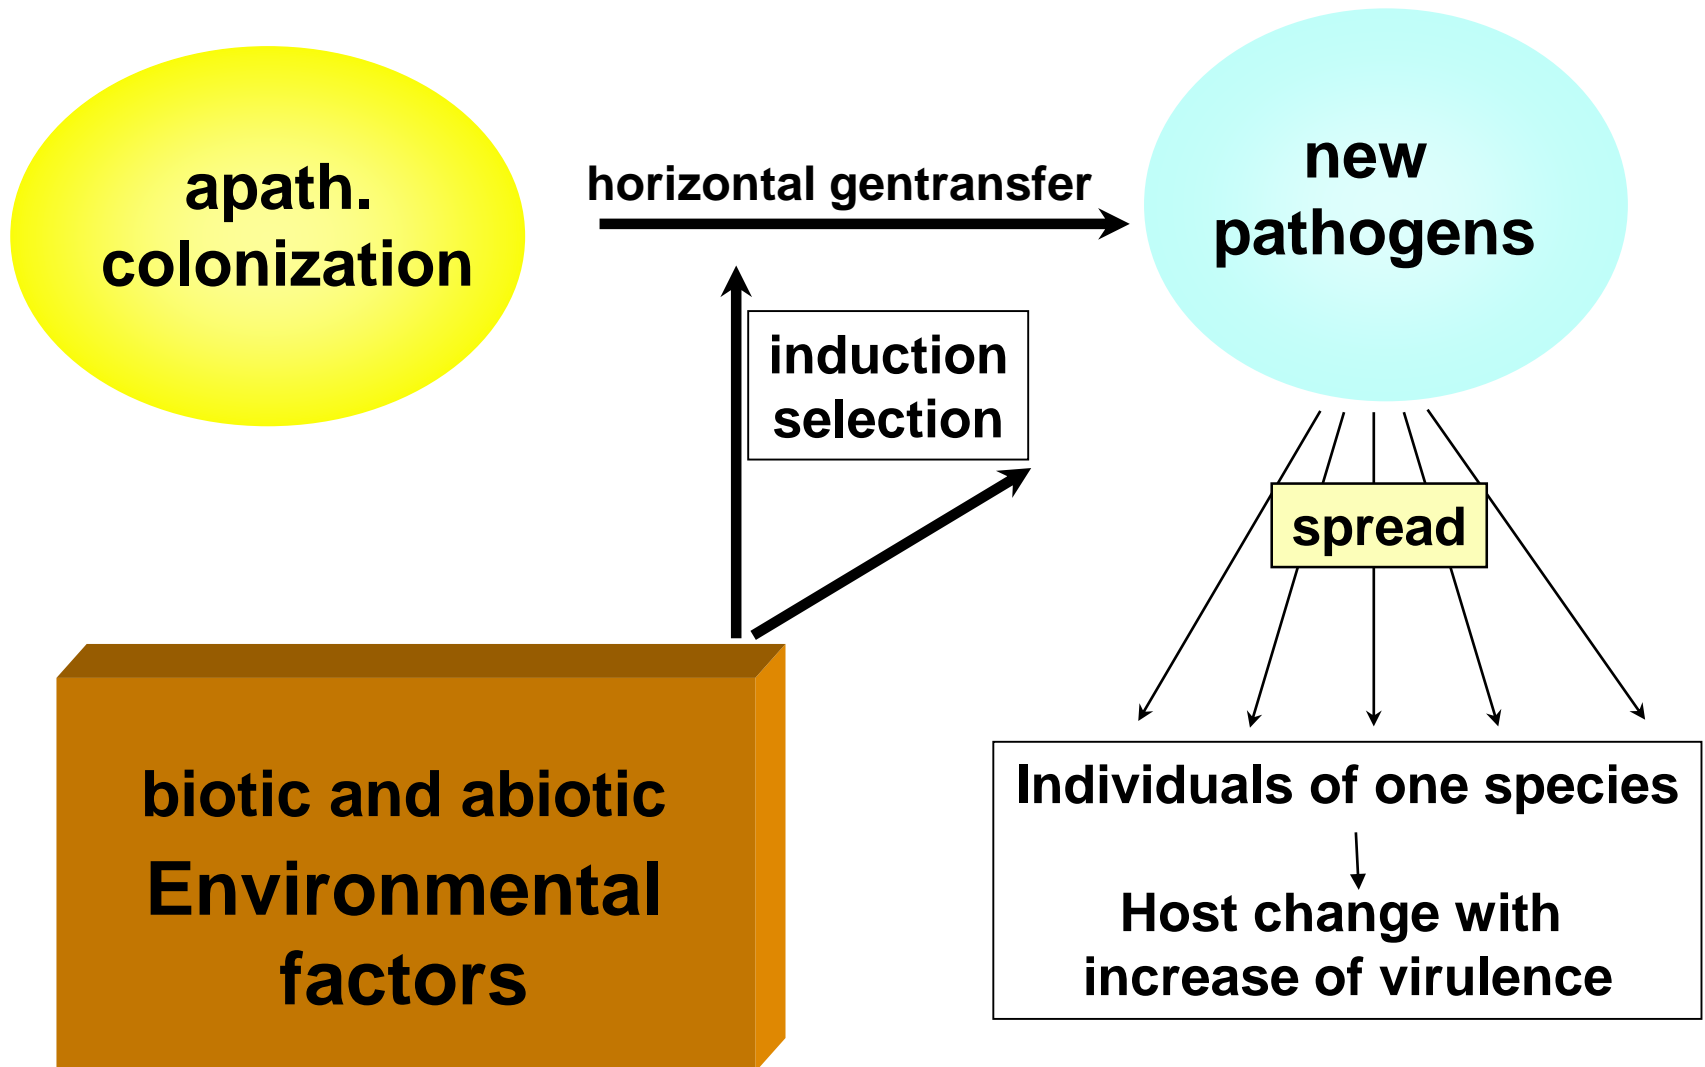 apath.
colonization
horizontal gentransfer
new
pathogens
induction
selection
spread
biotic and abiotic
Environmental
factors
Individuals of one species
Host change with
increase of virulence